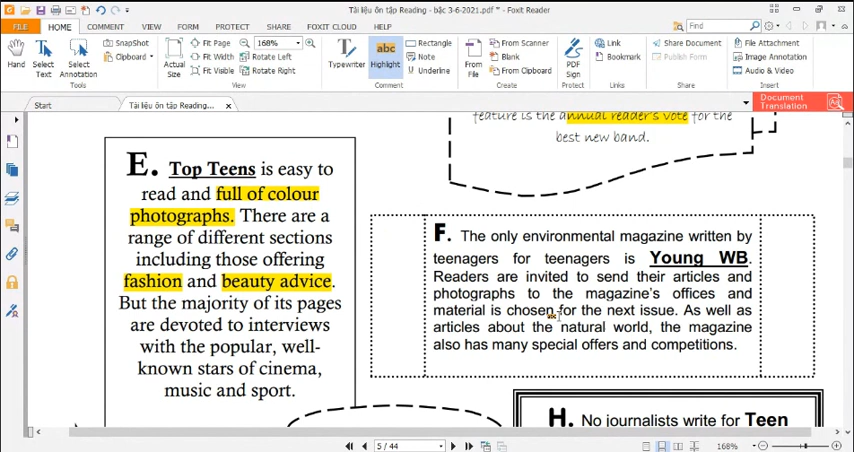 Tài liệu ôn tập Reading - bậc 3-6-2021.pdf * - Foxit Reader
FILE HOME COMMENT VIEW FORM PROTECT SHARE FOXIT CLOUD HELP
Find
Hand
Select Text
Select Annotation
SnapShot
Clipboard
Tools
Actual Size
Fit Page
Fit Width
Fit Visible
168%
Rotate Left
Rotate Right
View
Typewriter
Highlight
Rectangle
Note
Underline
Comment
From File
From Scanner
Blank
From Clipboard
Create
PDF Sign
Protect
Link
Bookmark
Links
Share Document
Publish Form
Share
File Attachment
Image Annotation
Audio & Video
Insert
Start
Tài liệu ôn tập Reading...
Document Translation
feature is the annual reader's vote for the
best new band.
E. Top Teens is easy to
read and full of colour
photographs. There are a
range of different sections
including those offering
fashion and beauty advice.
But the majority of its pages
are devoted to interviews
with the popular, well-
known stars of cinema,
music and sport.
F. The only environmental magazine written by
teenagers for teenagers is Young WB.
Readers are invited to send their articles and
photographs to the magazine's offices and
material is chosen for the next issue. As well as
articles about the natural world, the magazine
also has many special offers and competitions.
H. No journalists write for Teen
5 / 44
168%